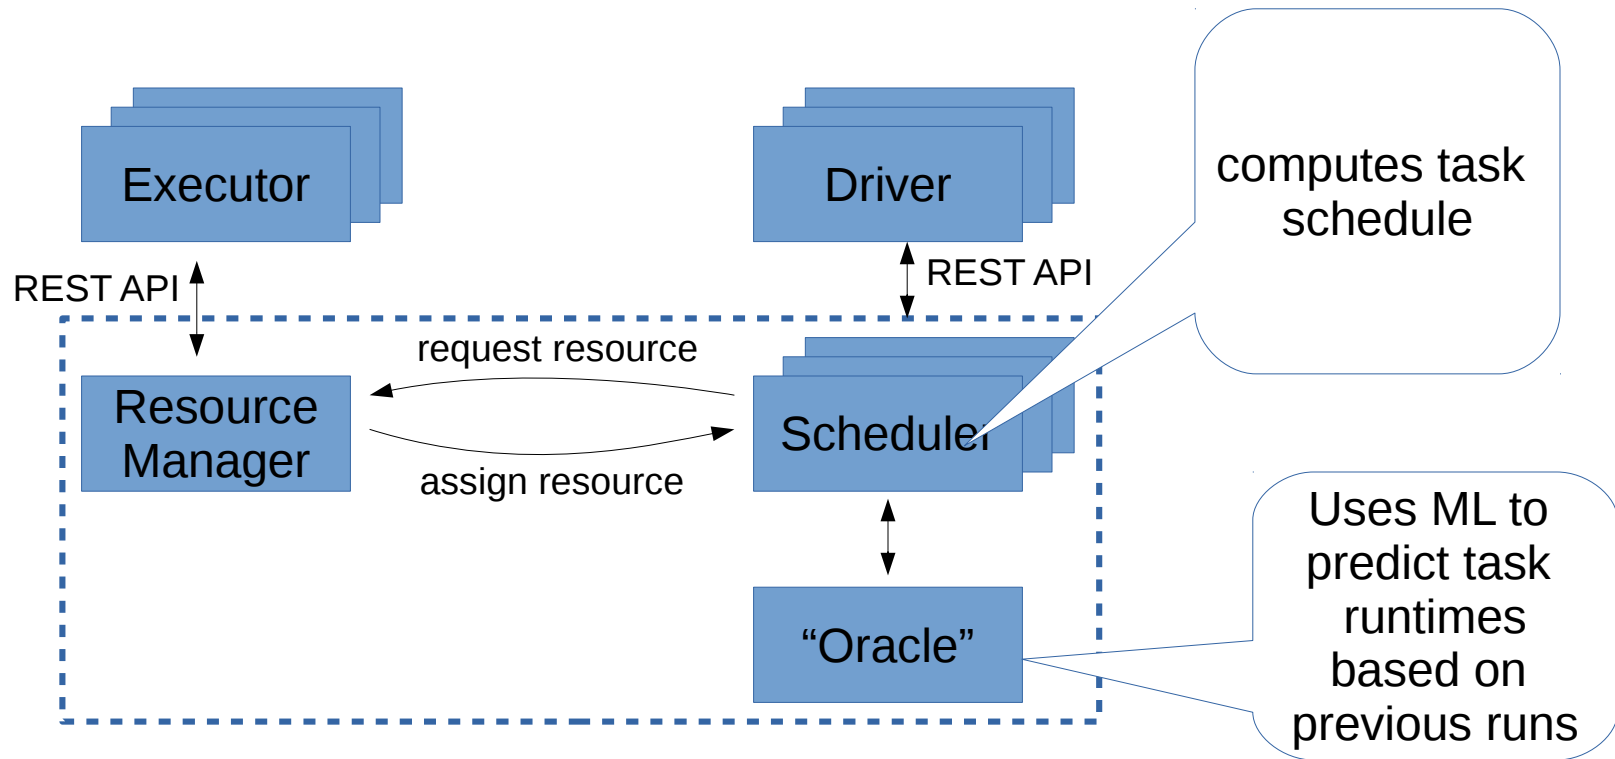 Executor
Driver
computes task
schedule
REST API
REST API
request resource
Resource
Manager
Scheduler
assign resource
“Oracle”
Uses ML to
predict task
runtimes
based on
previous runs